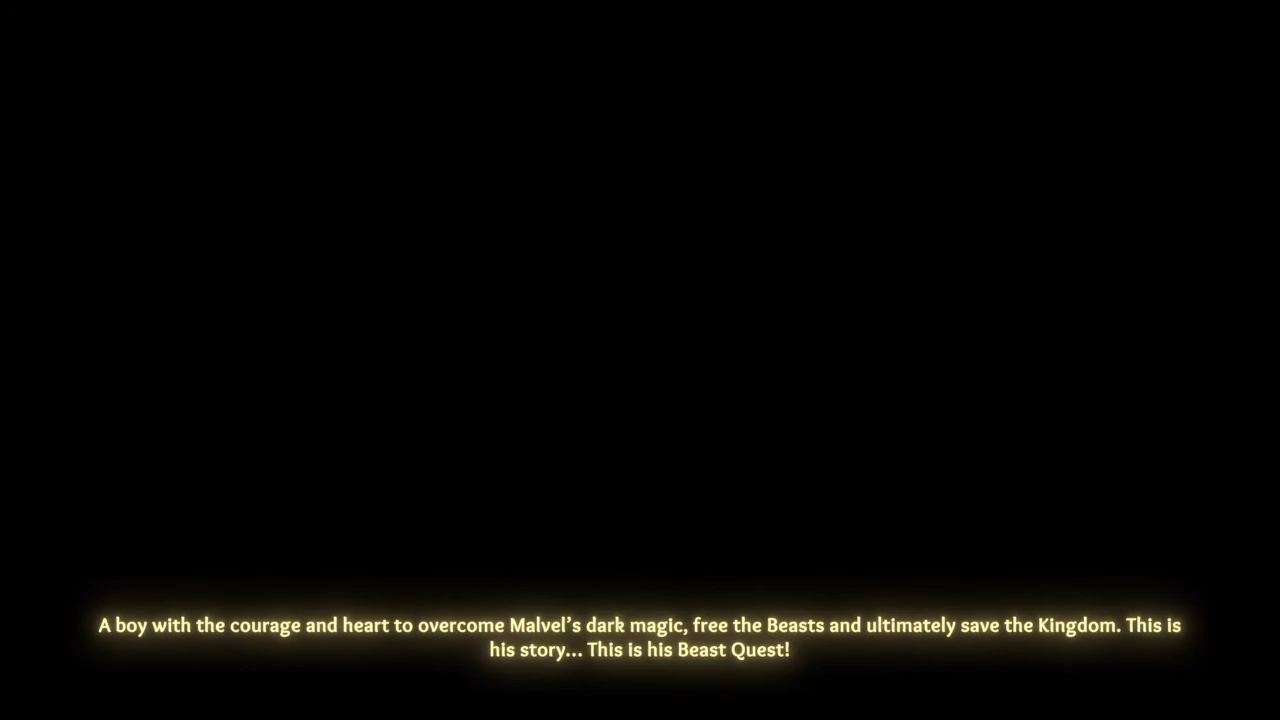 A boy with the courage and heart to overcome Malvel’s dark magic, free the Beasts and ultimately save the Kingdom. This is
his story... This is his Beast Quest!